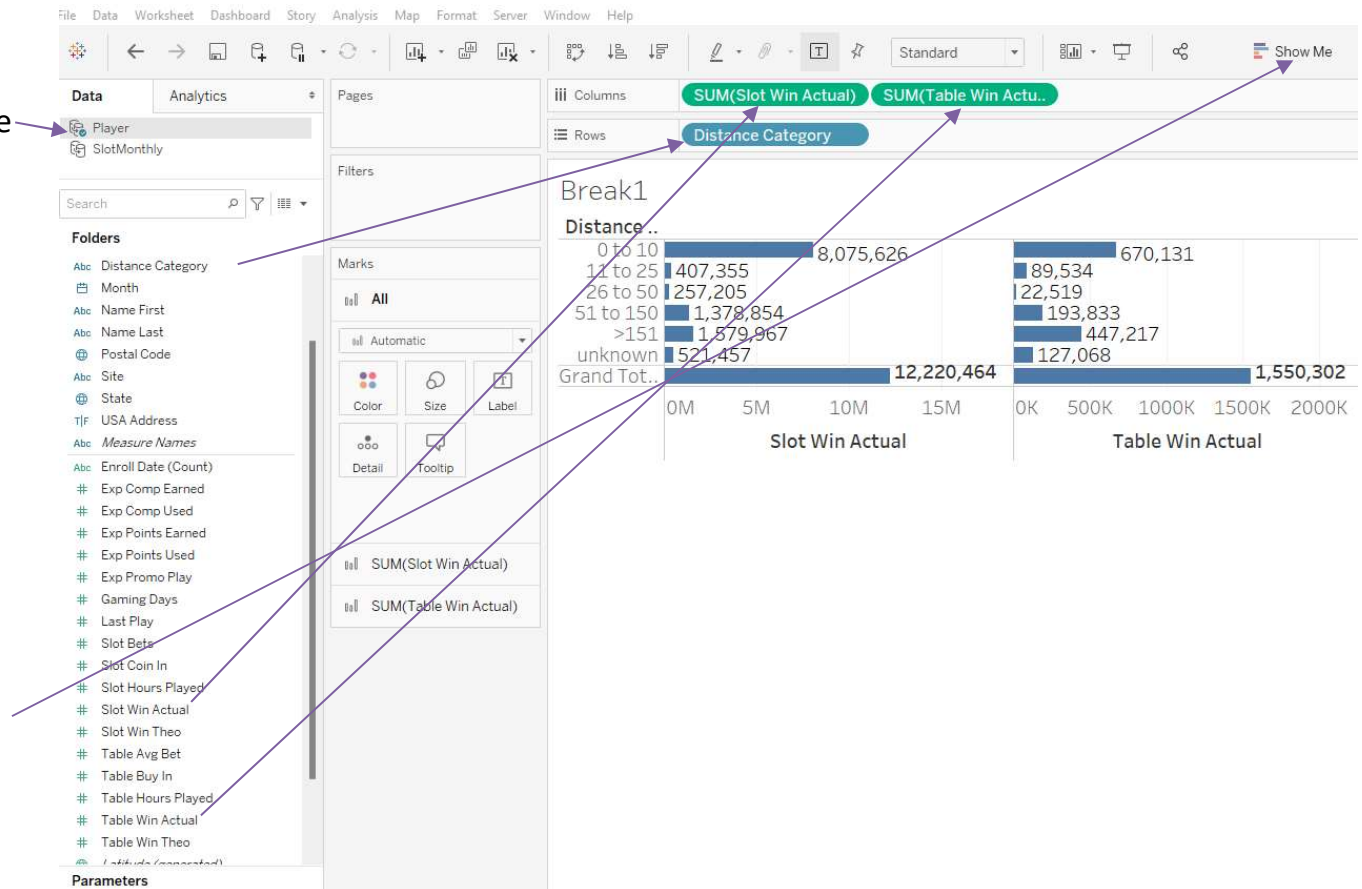 File Data Worksheet Dashboard Story Analysis Map Format Server Window Help
Standard
Show Me
Data Analytics
Player
SlotMonthly
Search
Folders
Abc Distance Category
Month
Abc Name First
Abc Name Last
Postal Code
Abc Site
State
T|F USA Address
Abc Measure Names
Abc Enroll Date (Count)
# Exp Comp Earned
# Exp Comp Used
# Exp Points Earned
# Exp Points Used
# Exp Promo Play
# Gaming Days
# Last Play
# Slot Bets
# Slot Coin In
# Slot Hours Played
# Slot Win Actual
# Slot Win Theo
# Table Avg Bet
# Table Buy In
# Table Hours Played
# Table Win Actual
# Table Win Theo
Latitude (generated)
Parameters
Pages
Filters
Marks
All
Automatic
Color Size Label
Detail Tooltip
SUM(Slot Win Actual)
SUM(Table Win Actual)
Columns SUM(Slot Win Actual) SUM(Table Win Actu..
Rows Distance Category
Break1
Distance ..
0 to 10 8,075,626 670,131
11 to 25 407,355 89,534
26 to 50 257,205 22,519
51 to 150 1,378,854 193,833
>151 1,579,967 447,217
unknown 521,457 127,068
Grand Tot.. 12,220,464 1,550,302
0M 5M 10M 15M 0K 500K 1000K 1500K 2000K
Slot Win Actual Table Win Actual